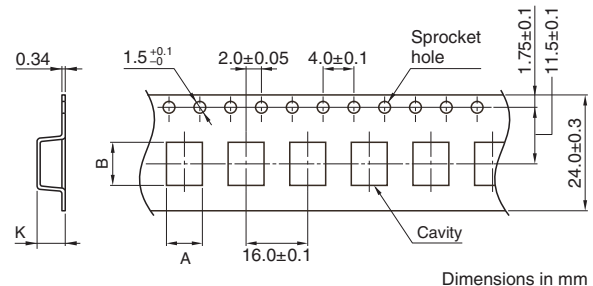 0.34
1.5 +0.1 −0
2.0±0.05
4.0±0.1
Sprocket
hole
1.75±0.1
11.5±0.1
24.0±0.3
B
K
A
16.0±0.1
Cavity
Dimensions in mm